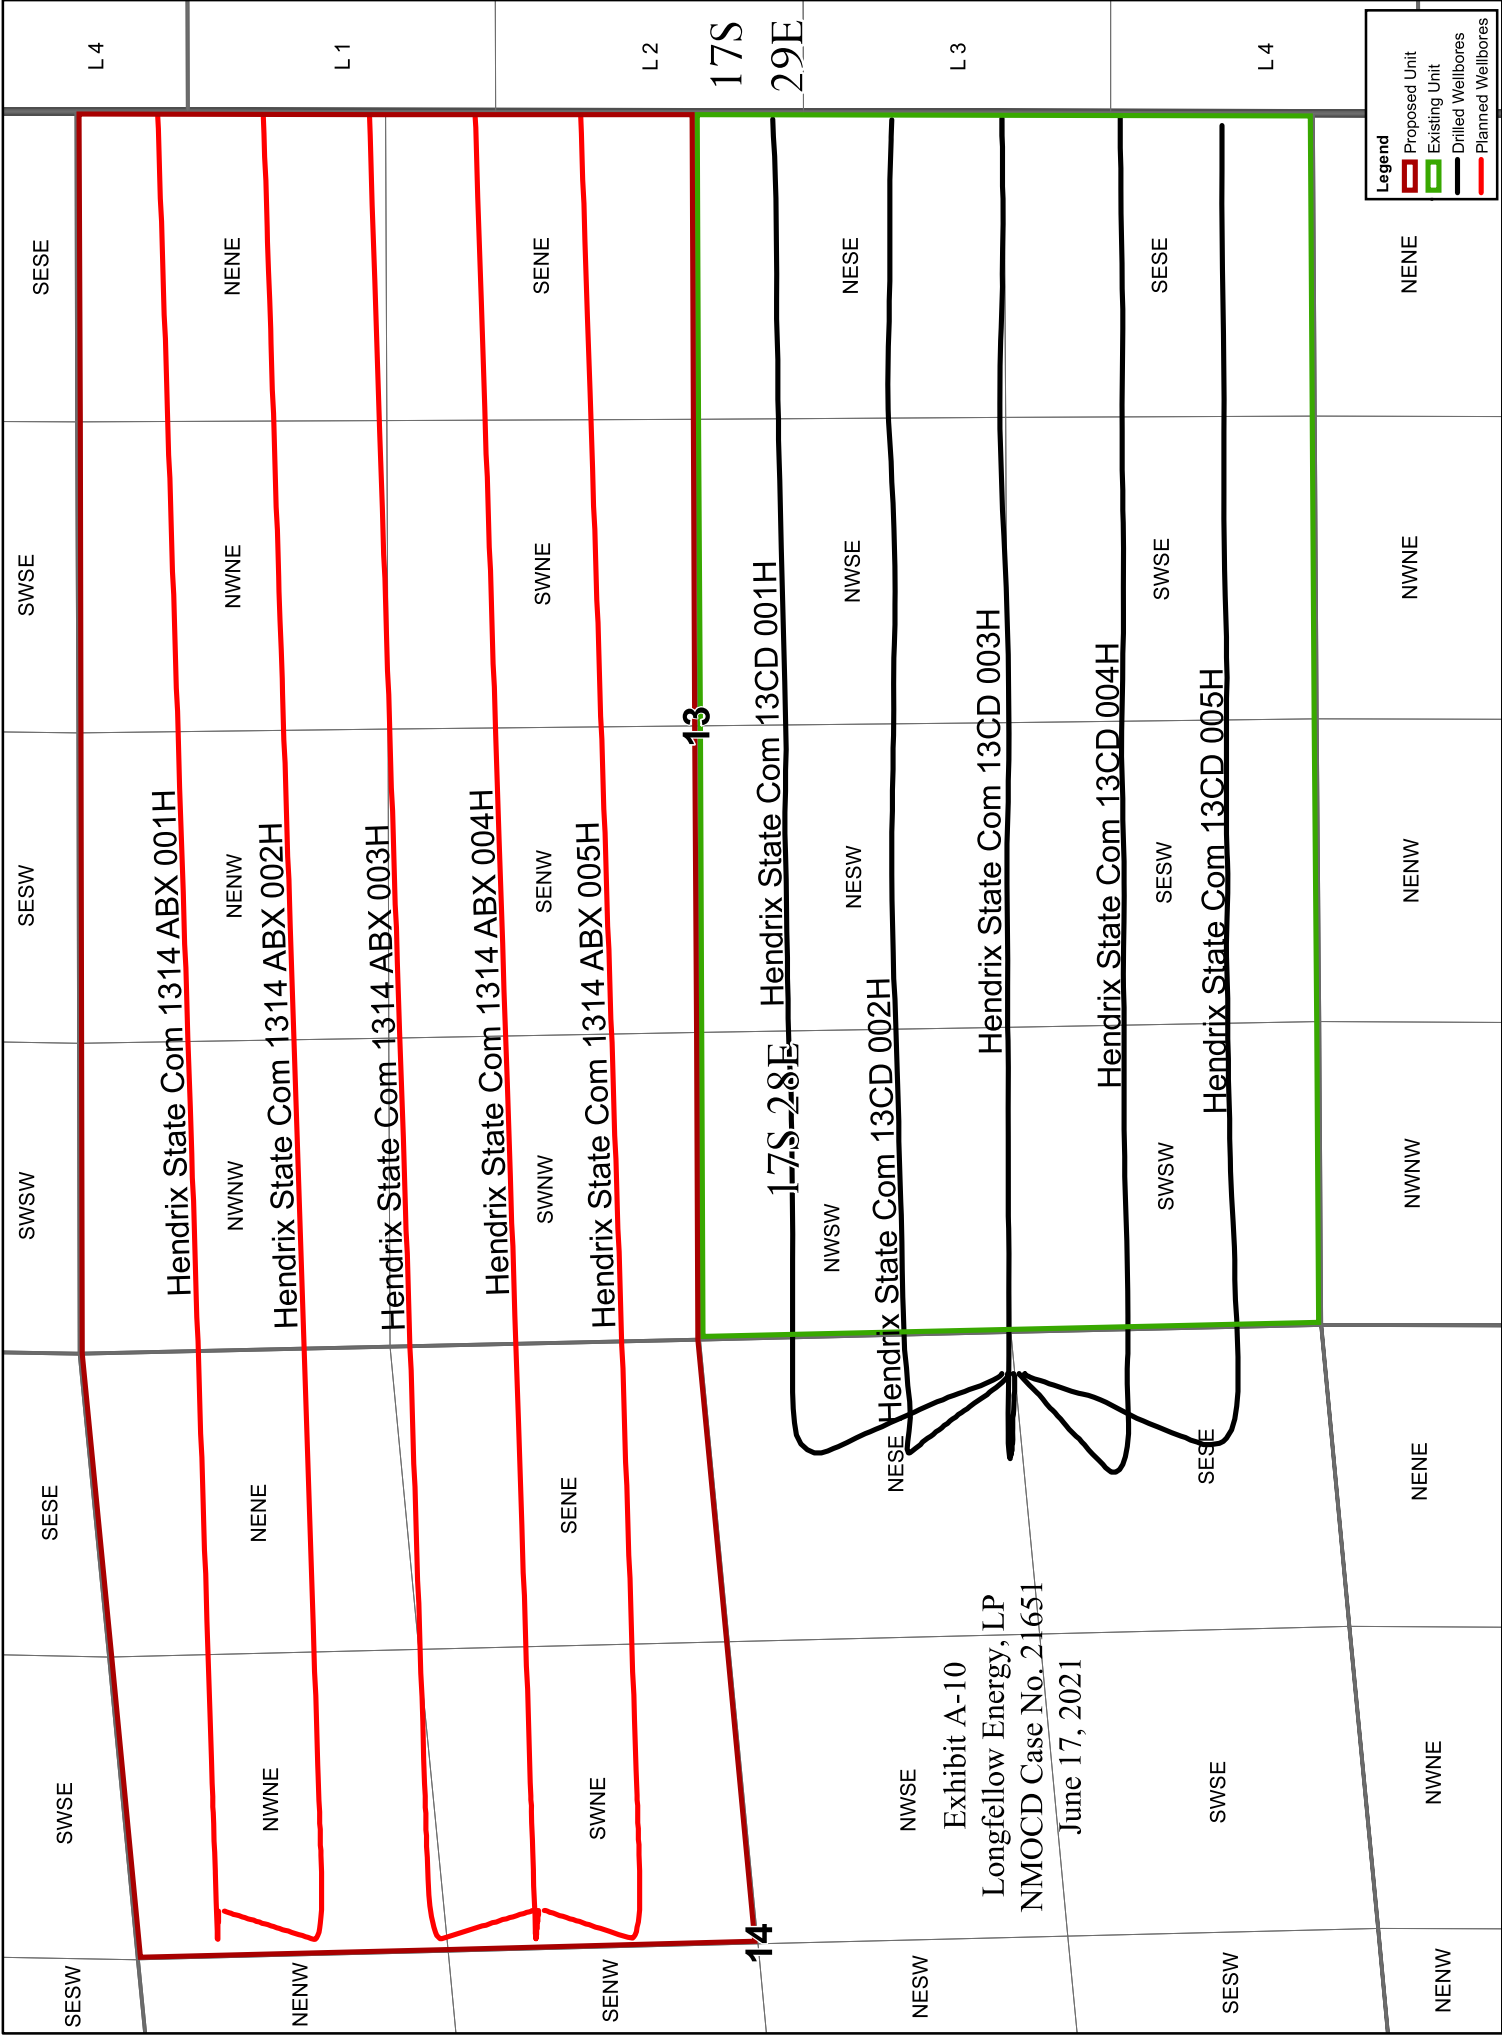 SESW
SWSE
SESE
SWSW
SESW
SWSE
SESE
L 4
Hendrix State Com 1314 ABX 001H
NENW
NWNE
NENE
NWNW
NENW
NWNE
NENE
L 1
Hendrix State Com 1314 ABX 002H
Hendrix State Com 1314 ABX 003H
Hendrix State Com 1314 ABX 004H
SENW
SWNE
SENE
SWNW
SENW
SWNE
SENE
L 2
Hendrix State Com 1314 ABX 005H
14
13
17S
29E
Hendrix State Com 13CD 001H
17S 28E
NESW
NWSE
NESE
NWSW
NESW
NWSE
NESE
L 3
Hendrix State Com 13CD 002H
Exhibit A-10
Longfellow Energy, LP
NMOCD Case No. 21651
June 17, 2021
Hendrix State Com 13CD 003H
Hendrix State Com 13CD 004H
SESW
SWSE
SESE
SWSW
SESW
SWSE
SESE
L 4
Hendrix State Com 13CD 005H
NENW
NWNE
NENE
NWNW
NENW
NWNE
NENE
Legend
Proposed Unit
Existing Unit
Drilled Wellbores
Planned Wellbores